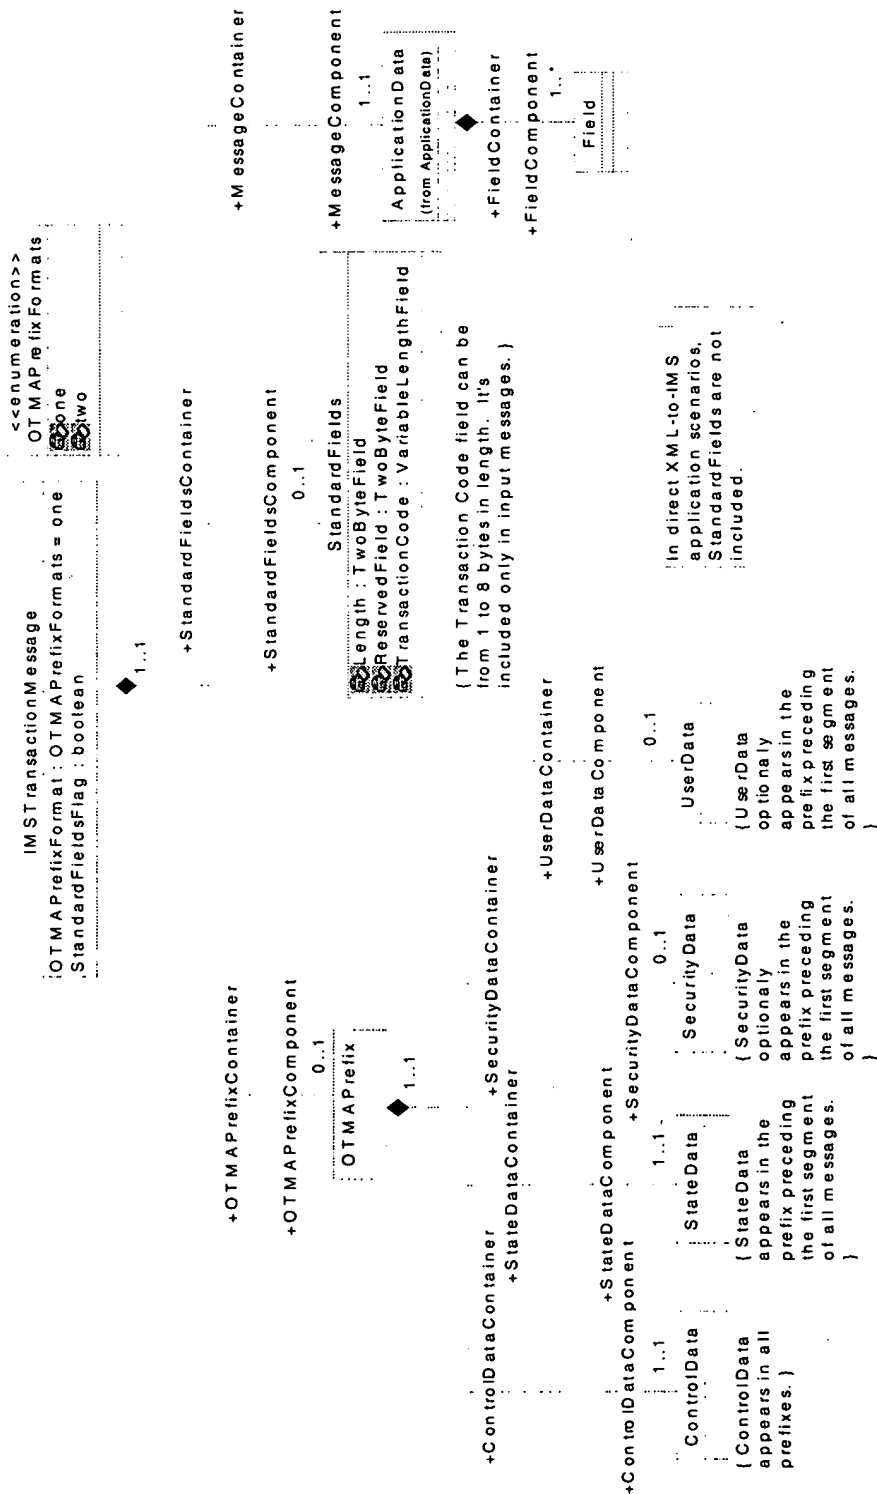 <<enumeration>>
OTMAPrefixFormats
one
two
IMSTransactionMessage
OTMAPrefixFormat : OTMAPrefixFormats = one
StandardFieldsFlag : boolean
1..1
+OTMAPrefixContainer
+StandardFieldsContainer
+MessageContainer
+OTMAPrefixComponent
0..1
+StandardFieldsComponent
0..1
+MessageComponent
1..1
OTMAPrefix
1..1
StandardFields
Length : TwoByteField
ReservedField : TwoByteField
TransactionCode : VariableLengthField
ApplicationData
(from ApplicationData)
{The Transaction Code field can be
from 1 to 8 bytes in length. It's
included only in input messages. }
+FieldContainer
+FieldComponent
1..*
Field
+ControlDataContainer
+StateDataContainer
+SecurityDataContainer
+UserDataContainer
+ControlDataComponent
1..1
+StateDataComponent
1..1
+SecurityDataComponent
0..1
+UserDataComponent
0..1
ControlData
StateData
SecurityData
UserData
{ControlData
appears in all
prefixes. }
{StateData
appears in the
prefix preceding
the first segment
of all messages.
}
{SecurityData
optionaly
appears in the
prefix preceding
the first segment
of all messages.
}
{UserData
optionaly
appears in the
prefix preceding
the first segment
of all messages.
}
In direct XML-to-IMS
application scenarios,
StandardFields are not
included.